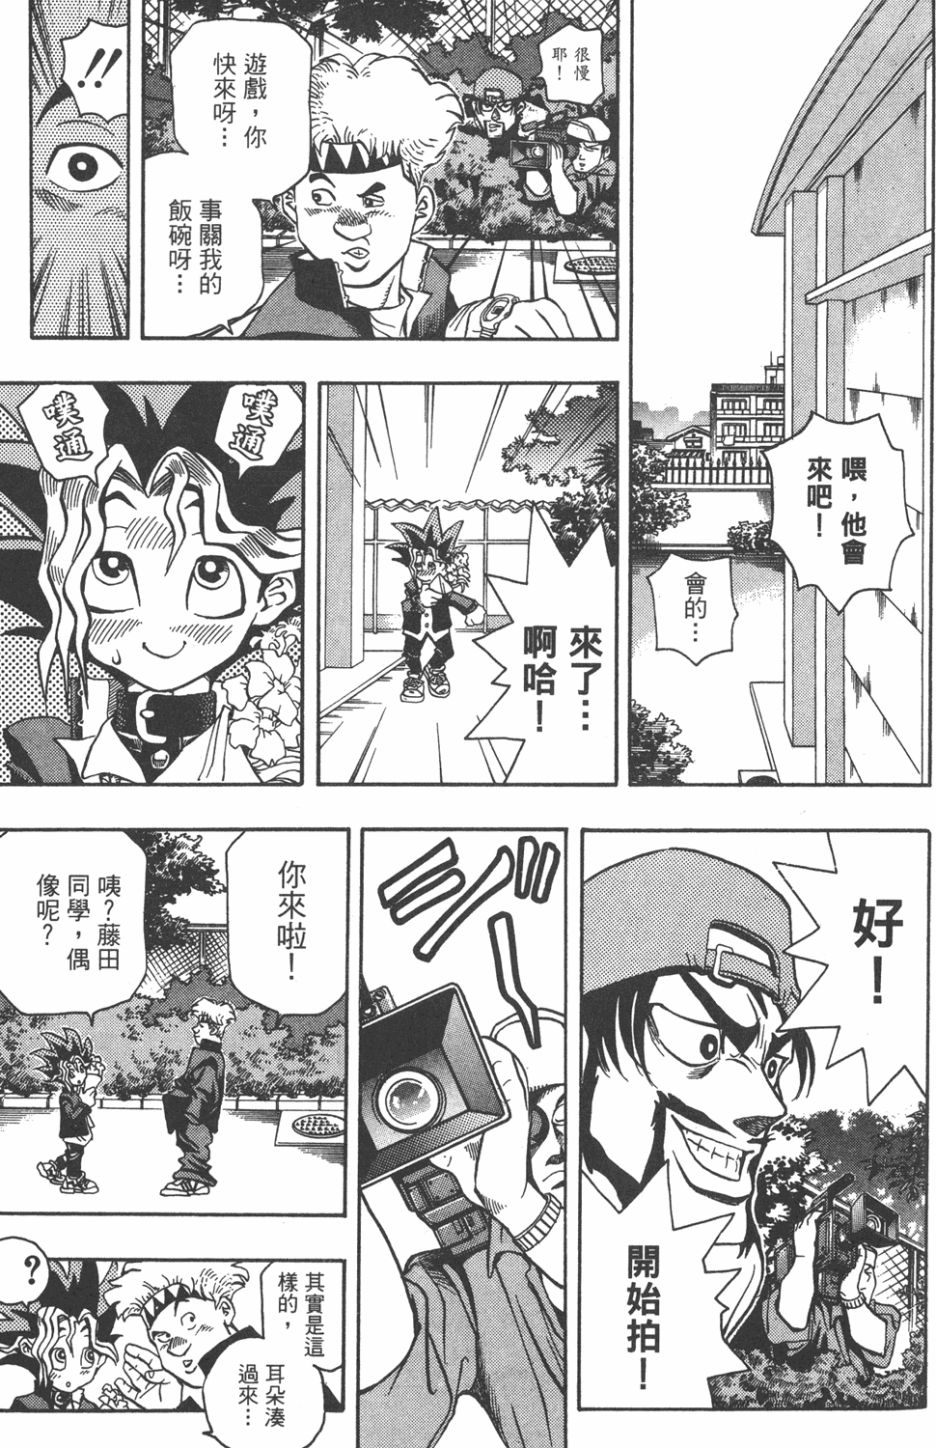 喂，他會
來吧！
會的…
很慢
耶！
遊戲，你
快來呀…
事關我的
飯碗呀…
!!
來了…
啊哈！
噗通
噗通
好！
開始拍！
ジジ
你來啦！
咦？藤田
同學，偶
像呢？
其實是這
樣的，
耳朵湊
過來…
？